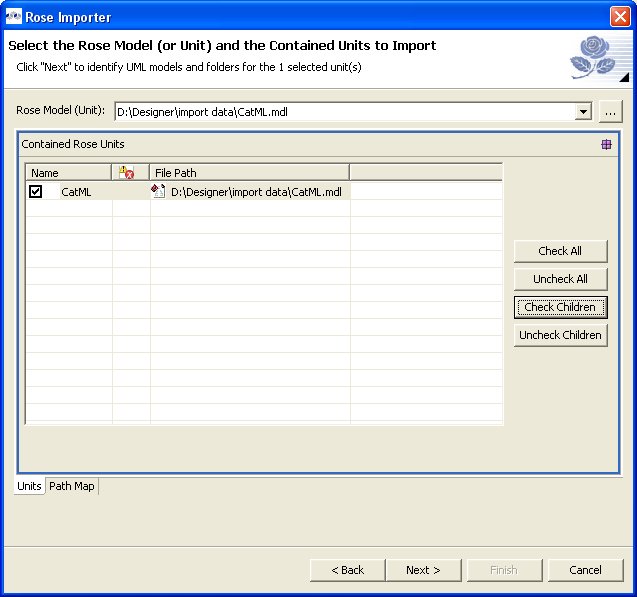 Rose Importer
Select the Rose Model (or Unit) and the Contained Units to Import
Click "Next" to identify UML models and folders for the 1 selected unit(s)
Rose Model (Unit): D:\Designer\import data\CatML.mdl ...
Contained Rose Units
Name File Path
CatML D:\Designer\import data\CatML.mdl
Check All
Uncheck All
Check Children
Uncheck Children
Units Path Map
< Back Next > Finish Cancel